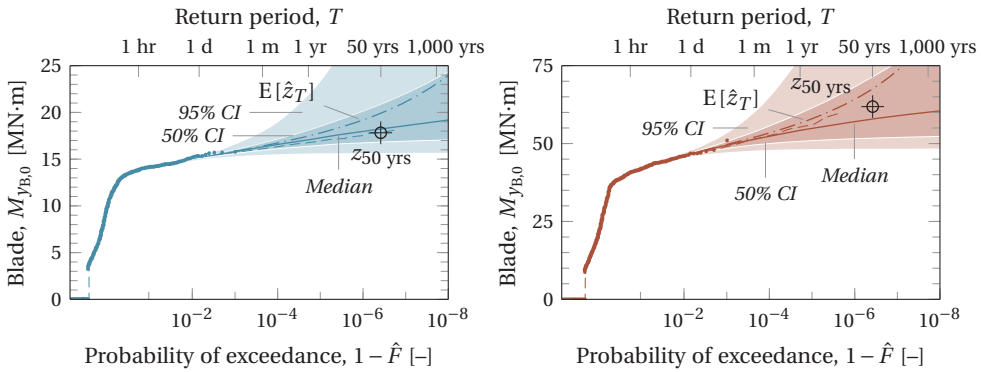 Return period, T
1 hr 1 d 1 m 1 yr 50 yrs 1,000 yrs
25
20
15
10
5
0
Blade, M_{y_{B,0}} [MN·m]
E[ẑ_T]
95% CI
50% CI
z_{50 yrs}
Median
10^{-2} 10^{-4} 10^{-6} 10^{-8}
Probability of exceedance, 1 – F̂ [–]
Return period, T
1 hr 1 d 1 m 1 yr 50 yrs 1,000 yrs
75
50
25
0
Blade, M_{y_{B,0}} [MN·m]
z_{50 yrs}
E[ẑ_T]
95% CI
Median
50% CI
10^{-2} 10^{-4} 10^{-6} 10^{-8}
Probability of exceedance, 1 – F̂ [–]